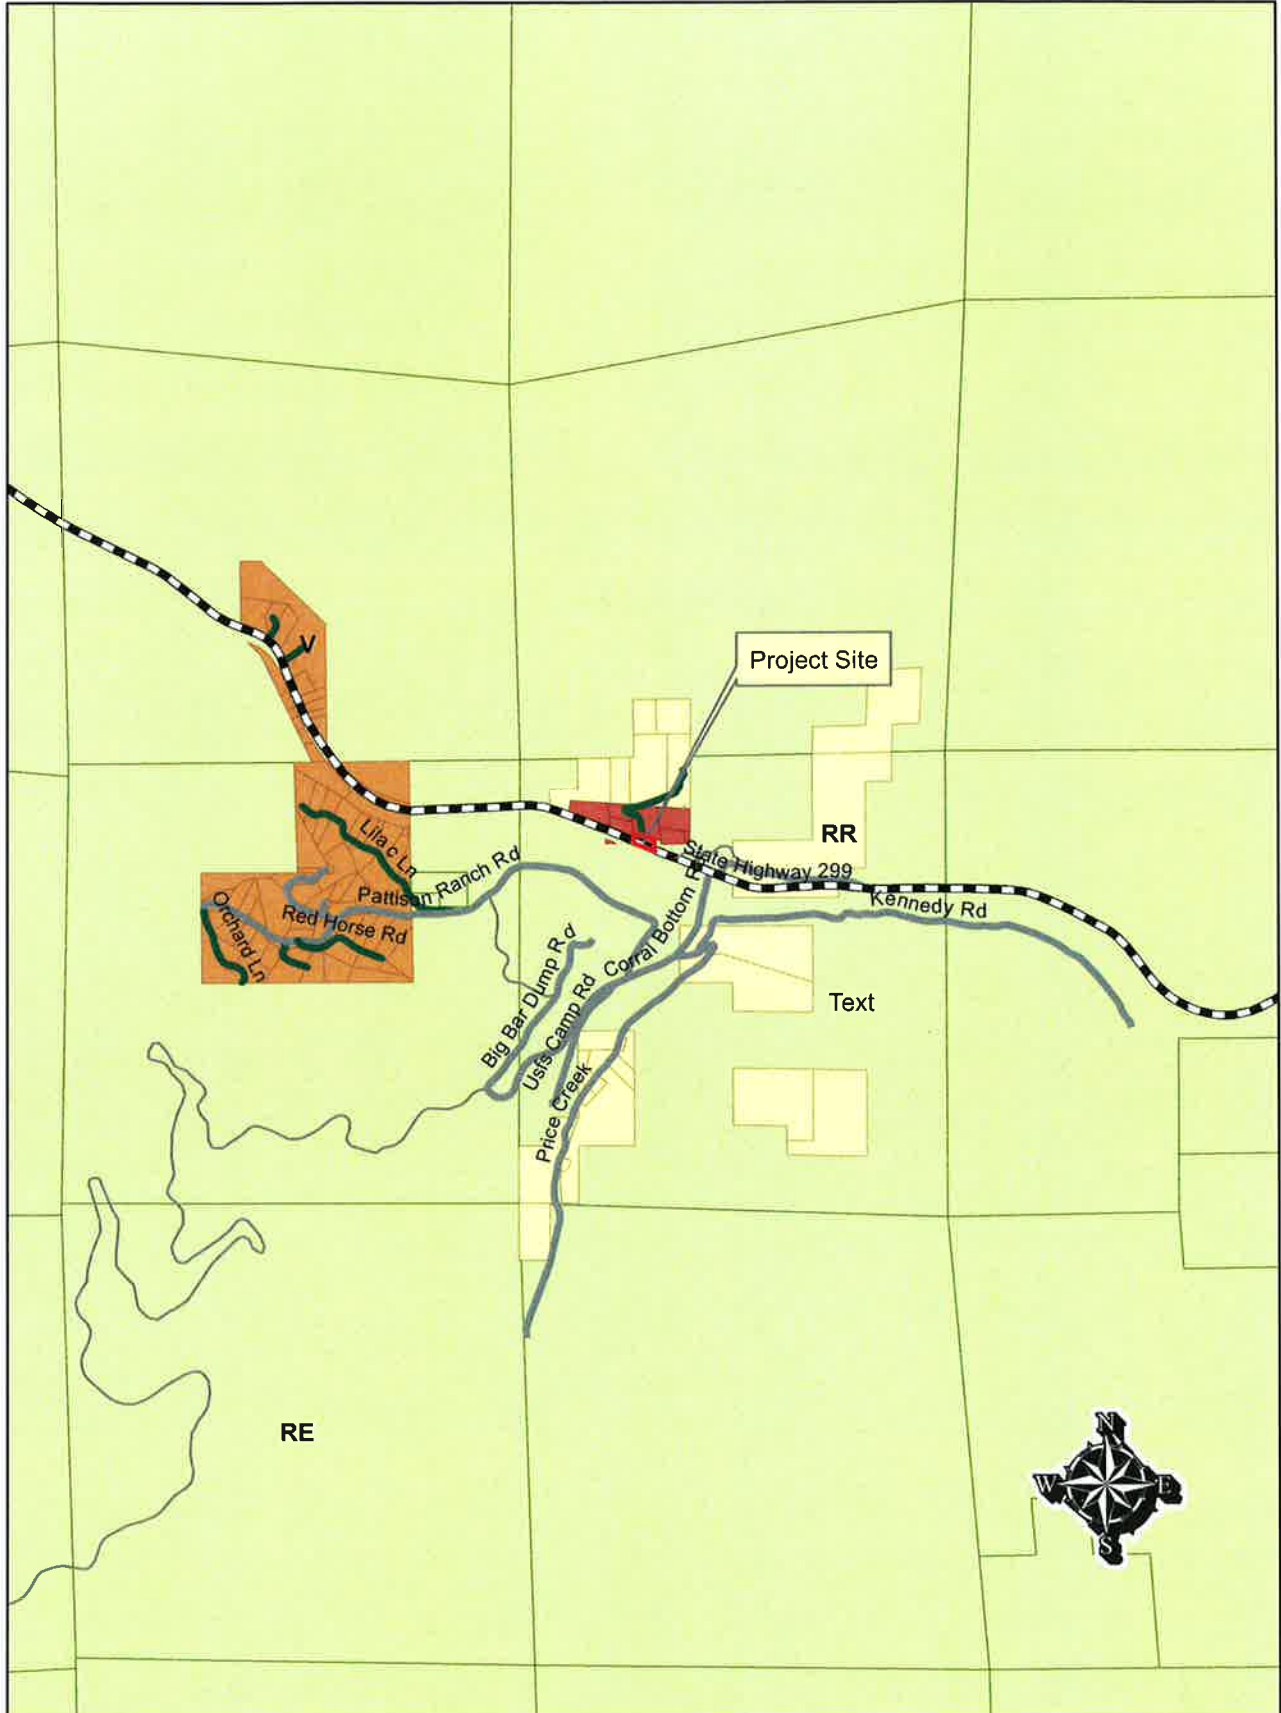 V
Project Site
RR
State Highway 299
Lilac Ln
Pattison Ranch Rd
Kennedy Rd
Orchard Ln
Red Horse Rd
Corral Bottom R
Big Bar Dump Rd
Usfs Camp Rd
Text
Price Creek
RE
N
W
E
S